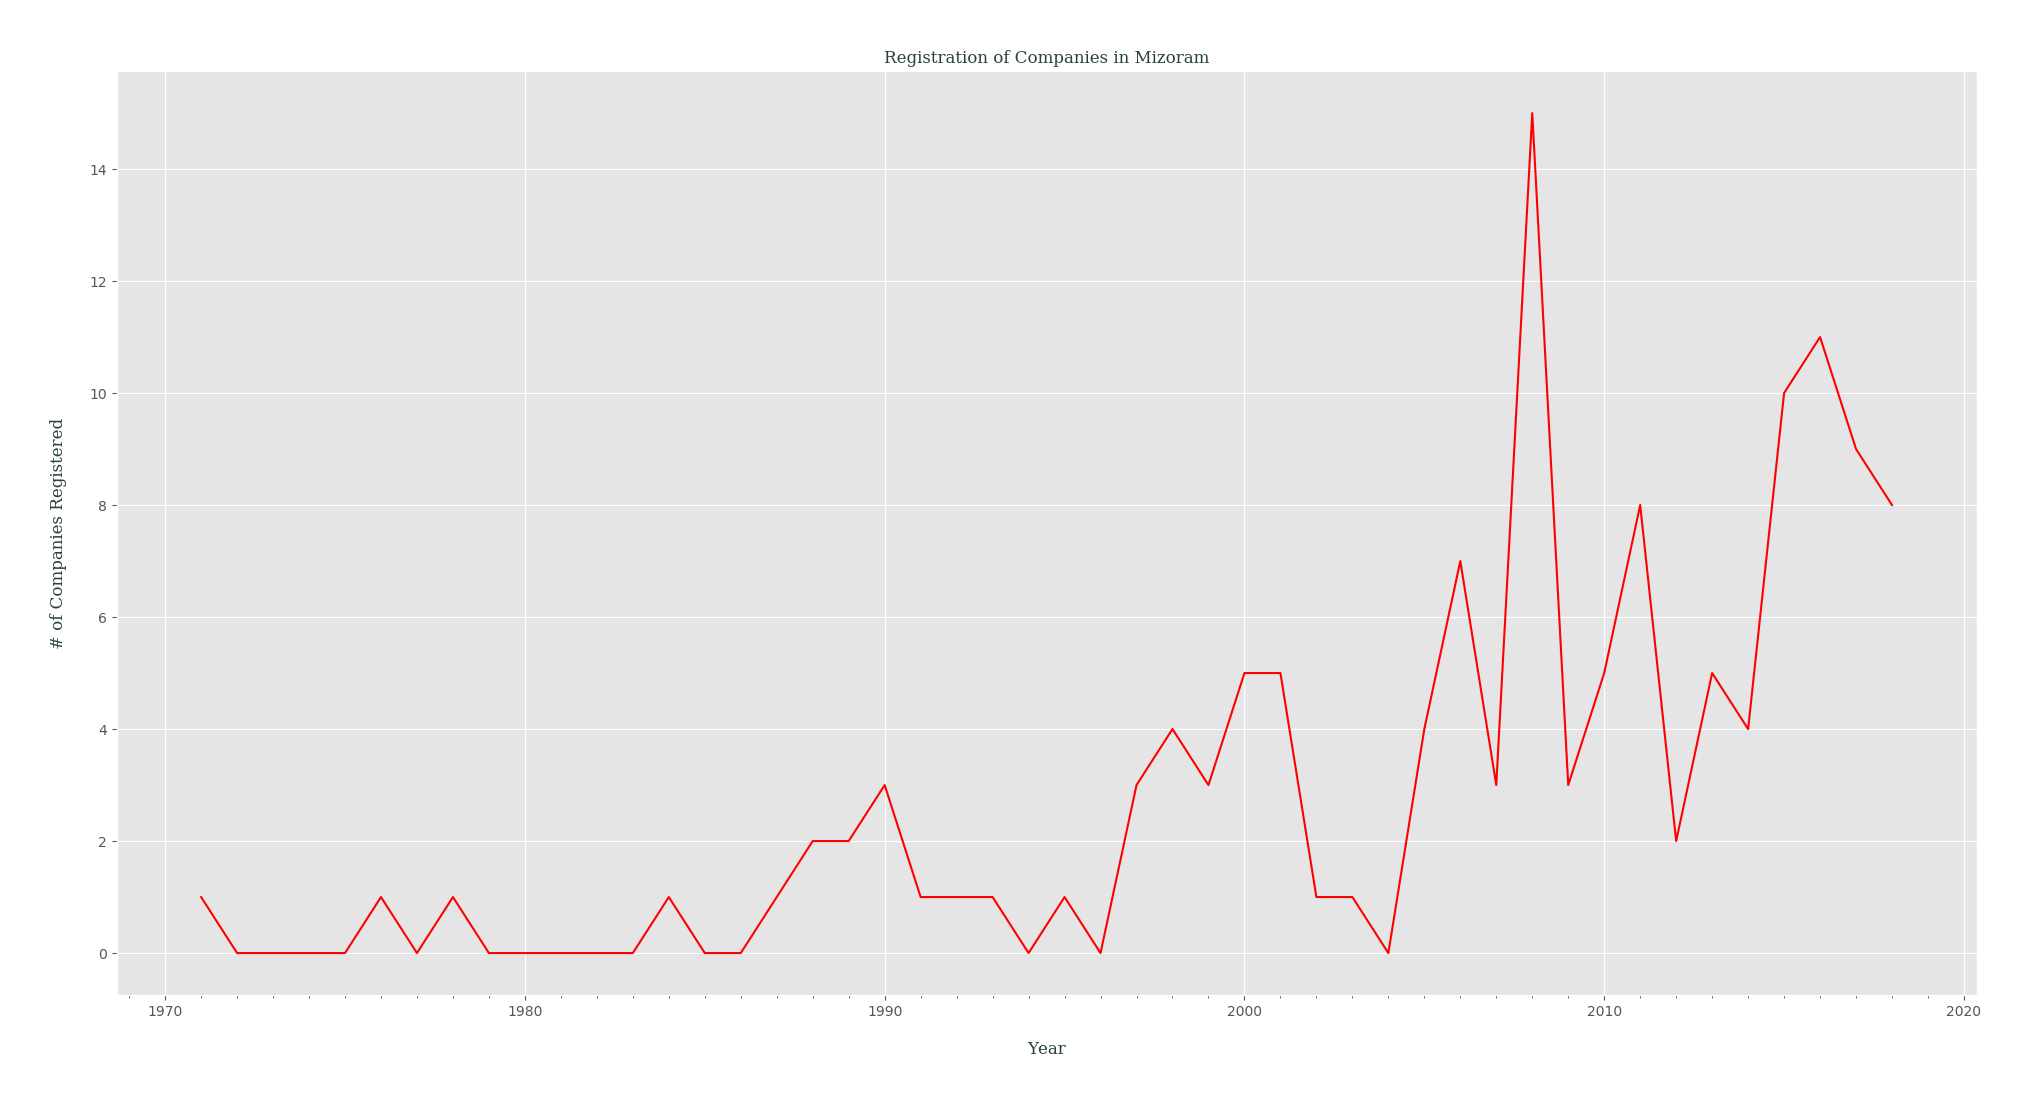 Registration of Companies in Mizoram
# of Companies Registered
14
12
10
8
6
4
2
0
1970 1980 1990 2000 2010 2020
Year